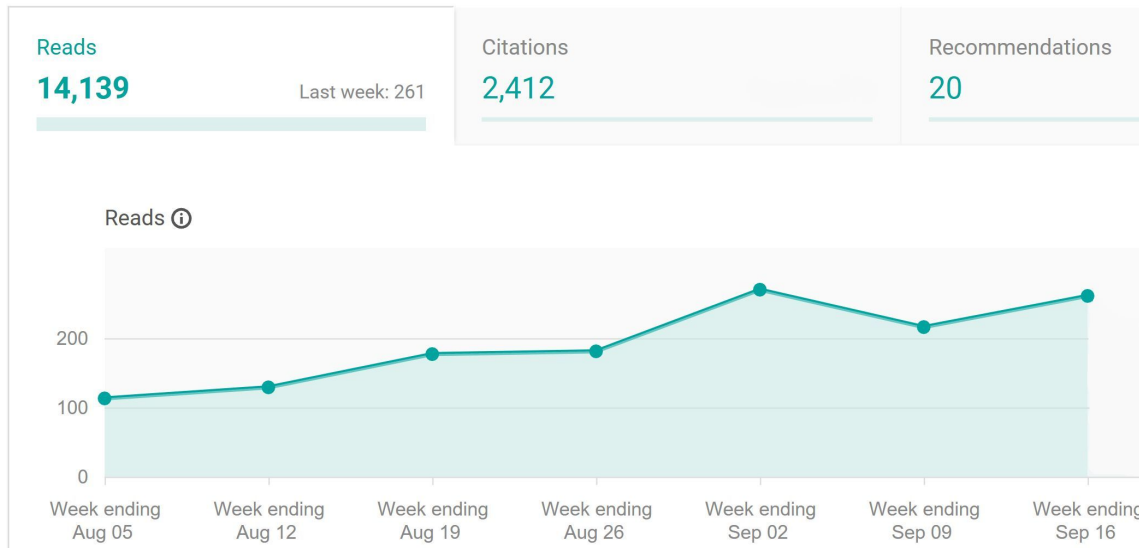 Reads
14,139
Last week: 261
Citations
2,412
Recommendations
20
Reads
200
100
0
Week ending
Aug 05
Week ending
Aug 12
Week ending
Aug 19
Week ending
Aug 26
Week ending
Sep 02
Week ending
Sep 09
Week ending
Sep 16